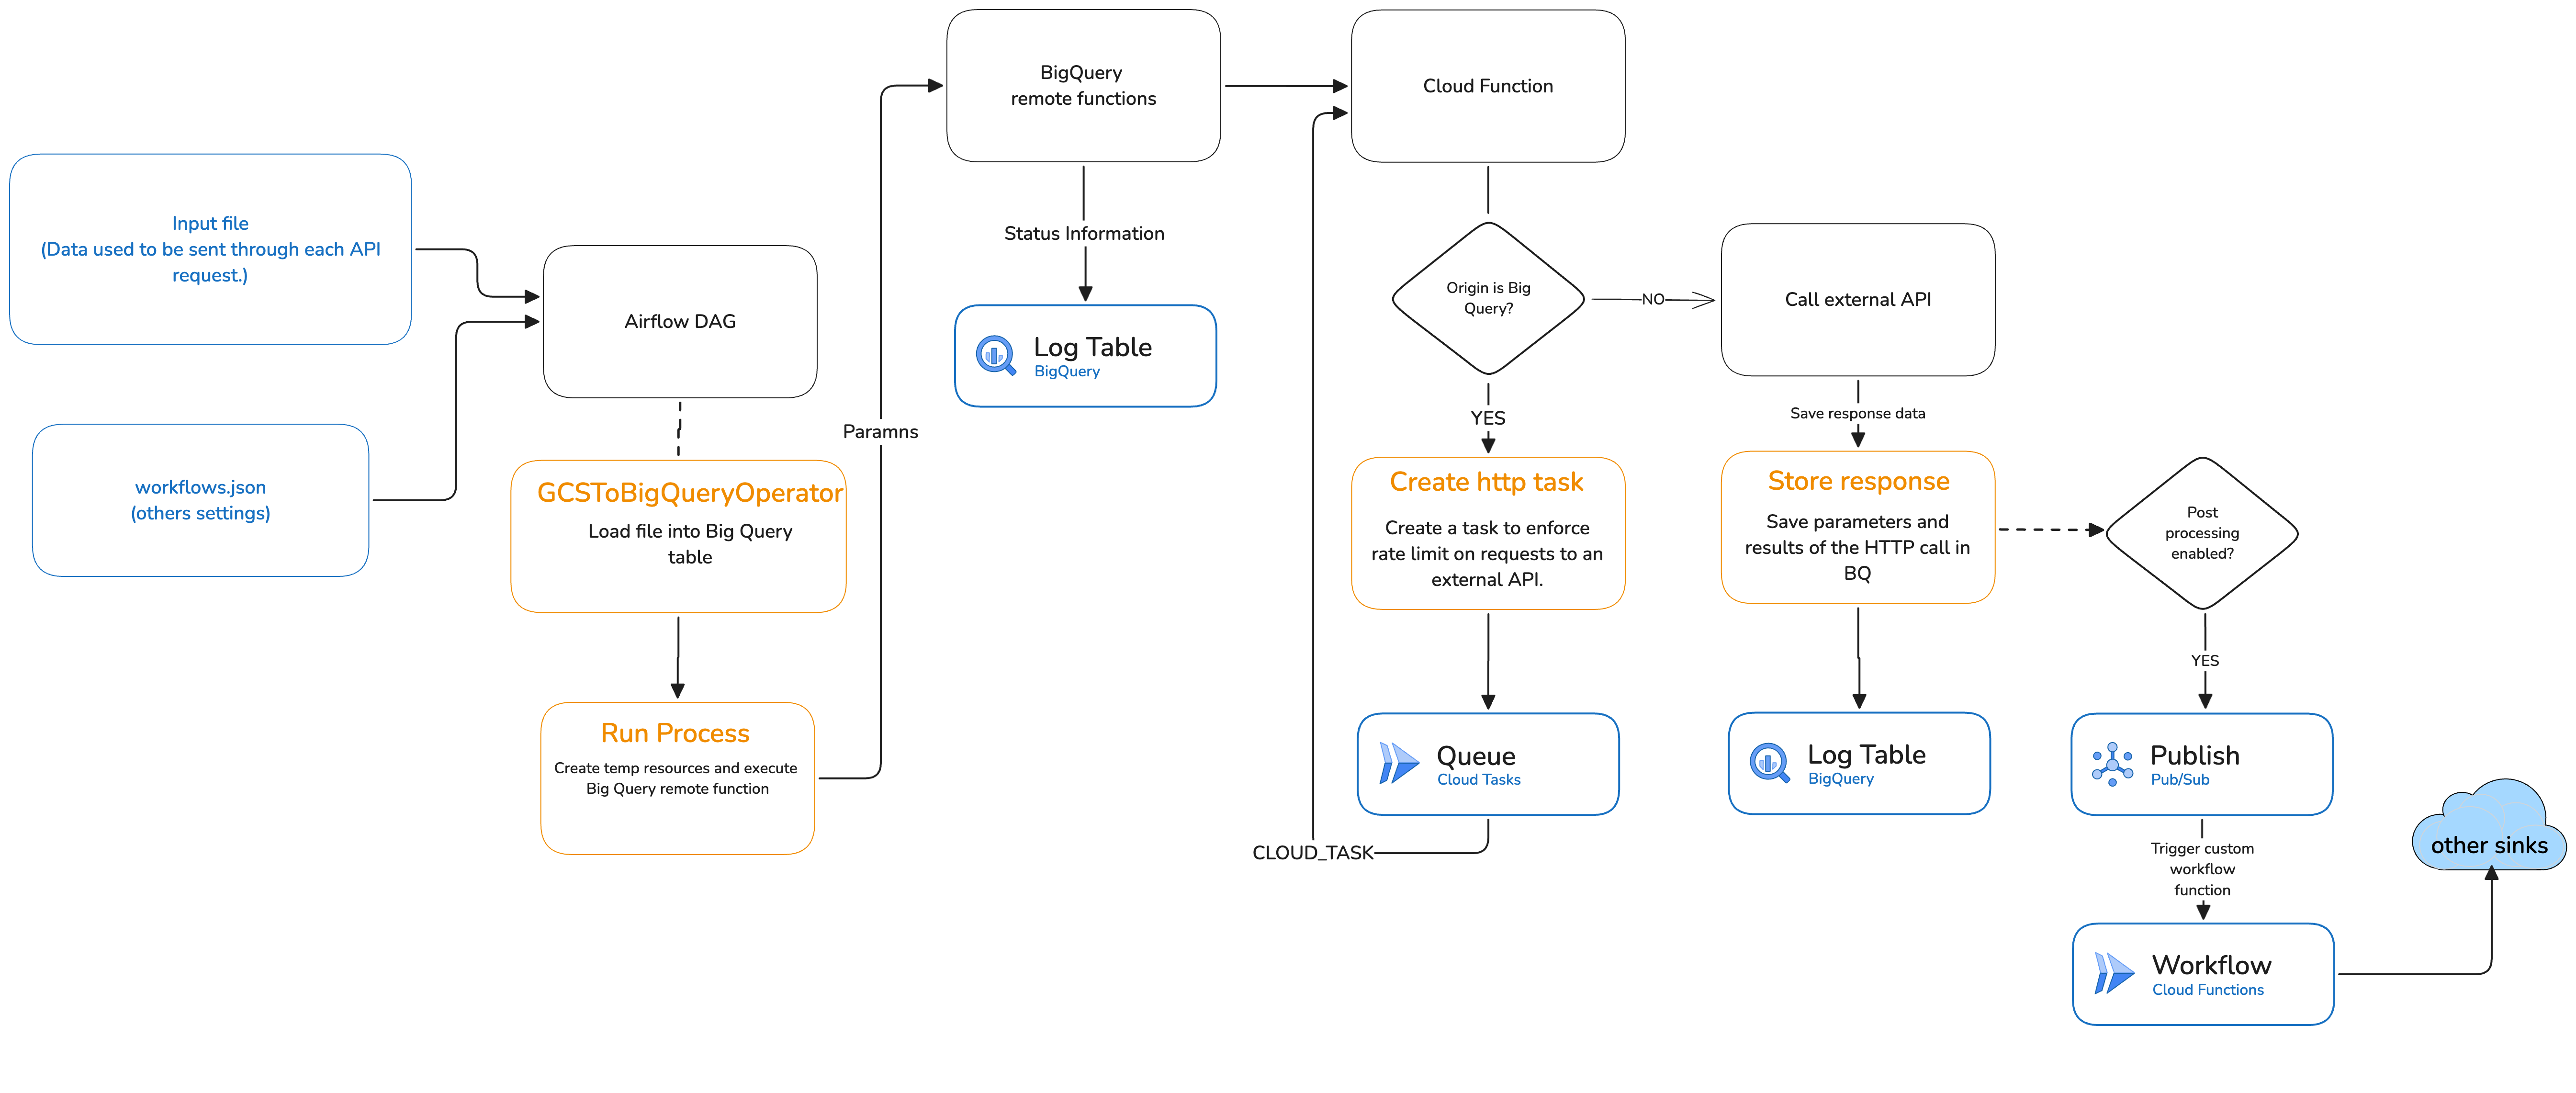 Input file
(Data used to be sent through each API
request.)
workflows.json
(others settings)
Airflow DAG
GCSToBigQueryOperator
Load file into Big Query
table
Run Process
Create temp resources and execute
Big Query remote function
Paramns
BigQuery
remote functions
Status Information
Log Table
BigQuery
Cloud Function
Origin is Big
Query?
NO
YES
Create http task
Create a task to enforce
rate limit on requests to an
external API.
Queue
Cloud Tasks
CLOUD_TASK
Call external API
Save response data
Store response
Save parameters and
results of the HTTP call in
BQ
Log Table
BigQuery
Post
processing
enabled?
YES
Publish
Pub/Sub
Trigger custom
workflow
function
Workflow
Cloud Functions
other sinks